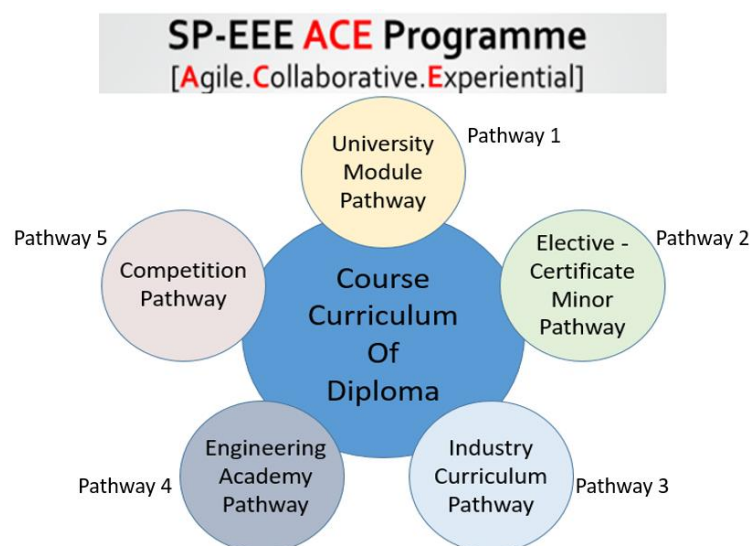 SP-EEE ACE Programme
[Agile.Collaborative.Experiential]
University
Module
Pathway
Pathway 1
Elective -
Certificate
Minor
Pathway
Pathway 2
Industry
Curriculum
Pathway
Pathway 3
Engineering
Academy
Pathway
Pathway 4
Competition
Pathway
Pathway 5
Course
Curriculum
Of
Diploma